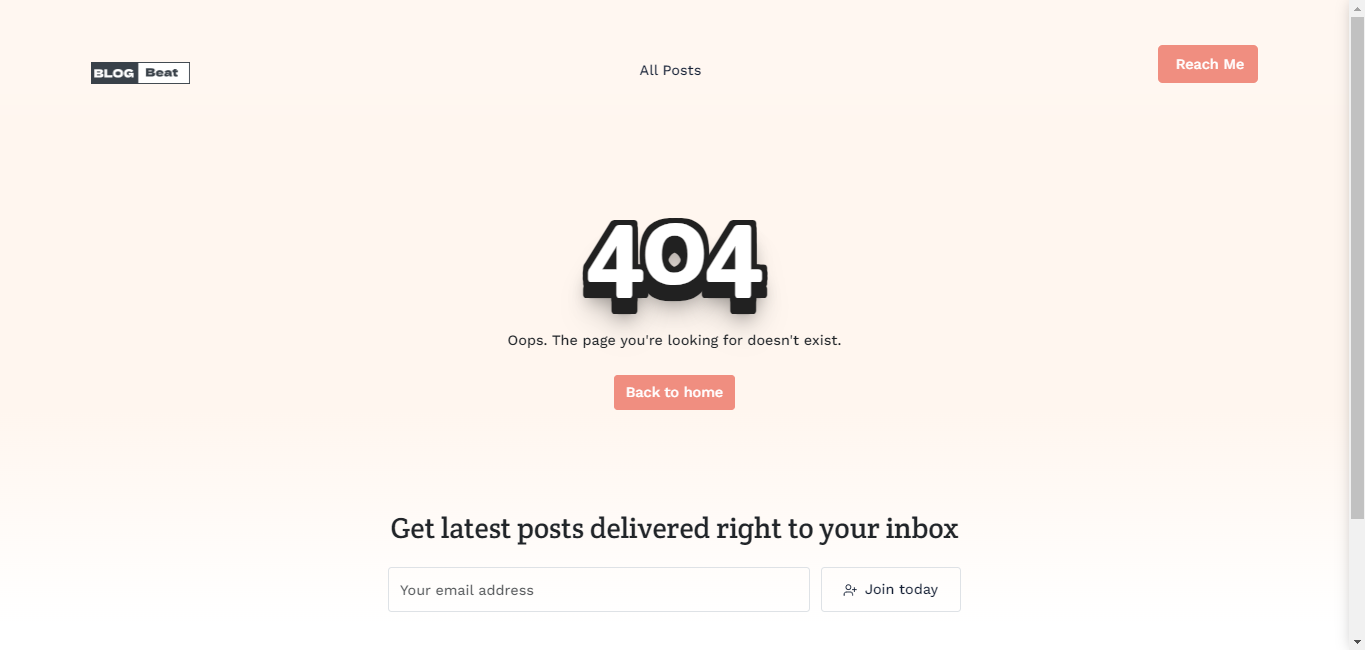 BLOG Beat
All Posts
Reach Me
404
Oops. The page you're looking for doesn't exist.
Back to home
Get latest posts delivered right to your inbox
Your email address
Join today